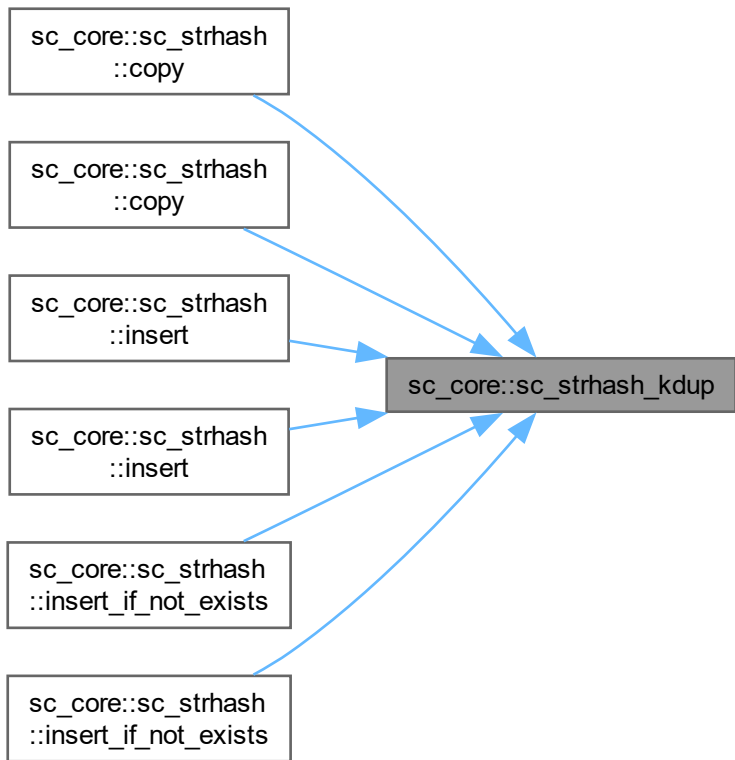 sc_core::sc_strhash
::copy
sc_core::sc_strhash
::copy
sc_core::sc_strhash
::insert
sc_core::sc_strhash_kdup
sc_core::sc_strhash
::insert
sc_core::sc_strhash
::insert_if_not_exists
sc_core::sc_strhash
::insert_if_not_exists